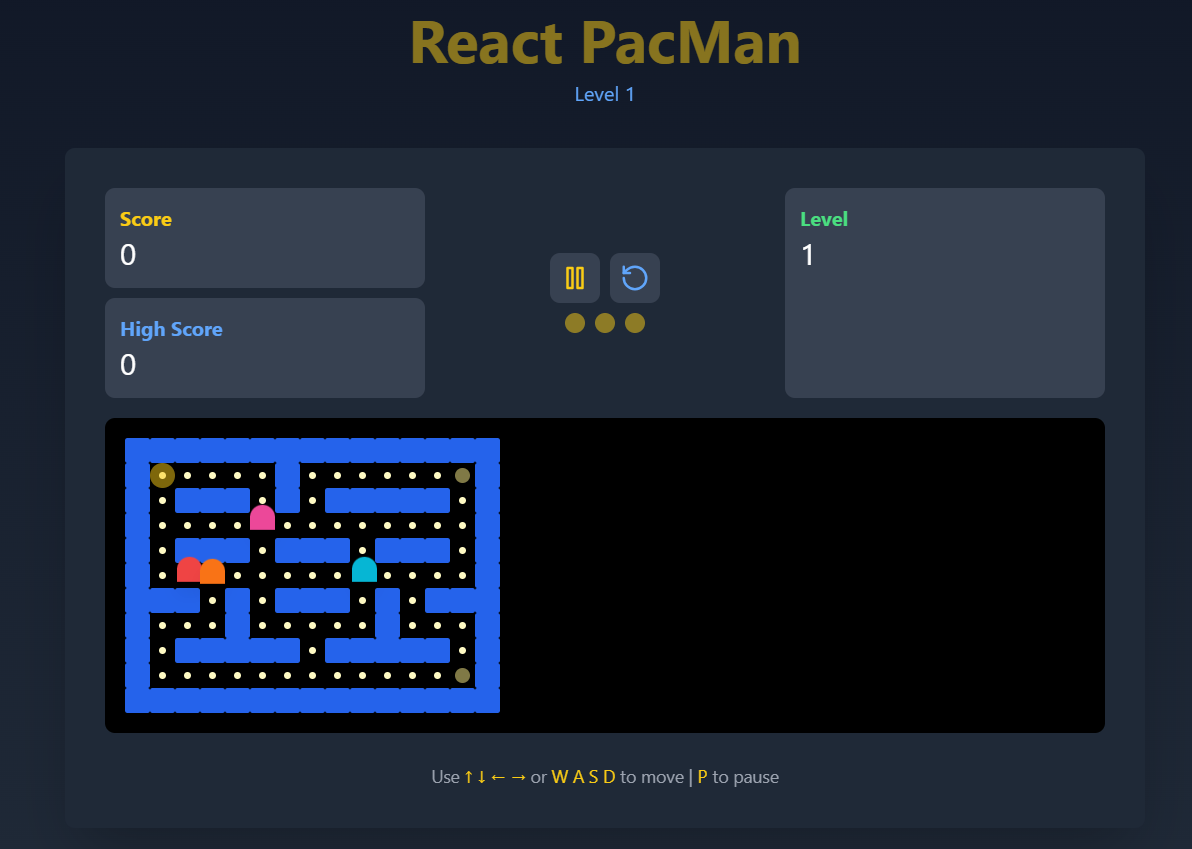 React PacMan
Level 1
Score
0
High Score
0
Level
1
Use ↑ ↓ ← → or W A S D to move | P to pause